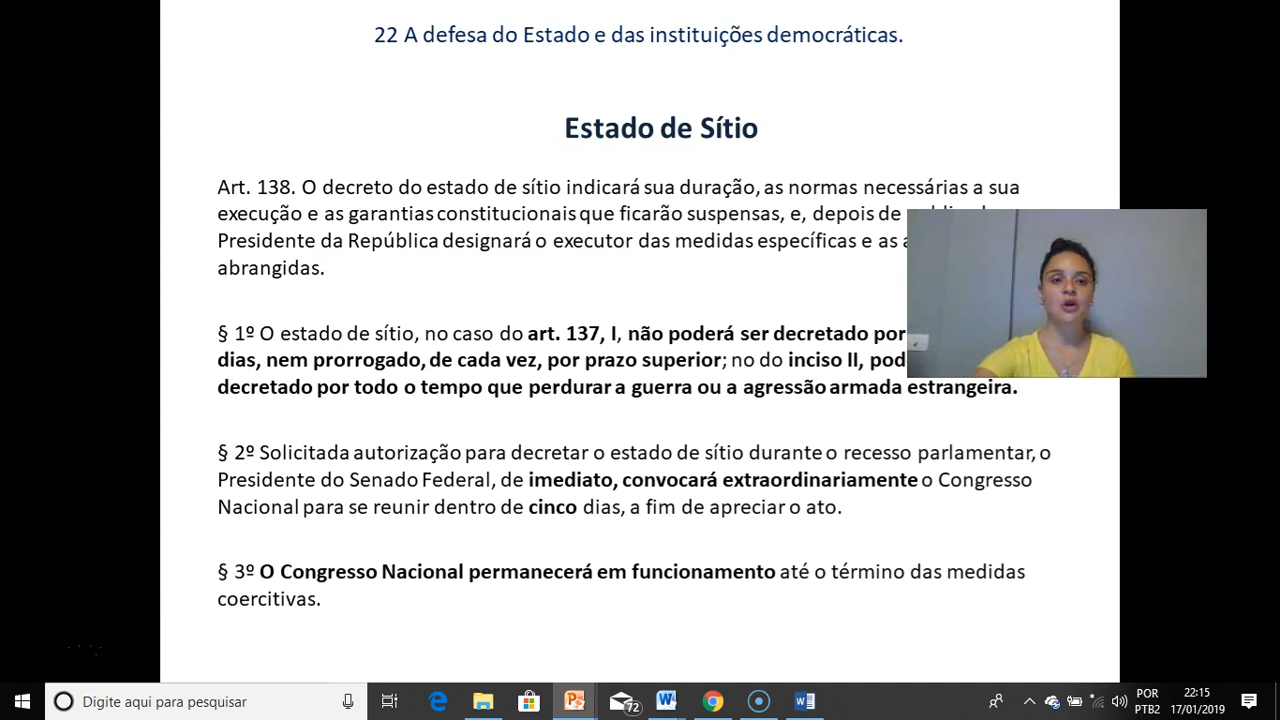 22 A defesa do Estado e das instituições democráticas.
Estado de Sítio
Art. 138. O decreto do estado de sítio indicará sua duração, as normas necessárias a sua
execução e as garantias constitucionais que ficarão suspensas, e, depois de
Presidente da República designará o executor das medidas específicas e as
abrangidas.
§ 1º O estado de sítio, no caso do art. 137, I, não poderá ser decretado por
dias, nem prorrogado, de cada vez, por prazo superior; no do inciso II,
decretado por todo o tempo que perdurar a guerra ou a agressão armada estrangeira.
§ 2º Solicitada autorização para decretar o estado de sítio durante o recesso parlamentar, o
Presidente do Senado Federal, de imediato, convocará extraordinariamente o Congresso
Nacional para se reunir dentro de cinco dias, a fim de apreciar o ato.
§ 3º O Congresso Nacional permanecerá em funcionamento até o término das medidas
coercitivas.
Digite aqui para pesquisar
72
POR
PTB2
22:15
17/01/2019